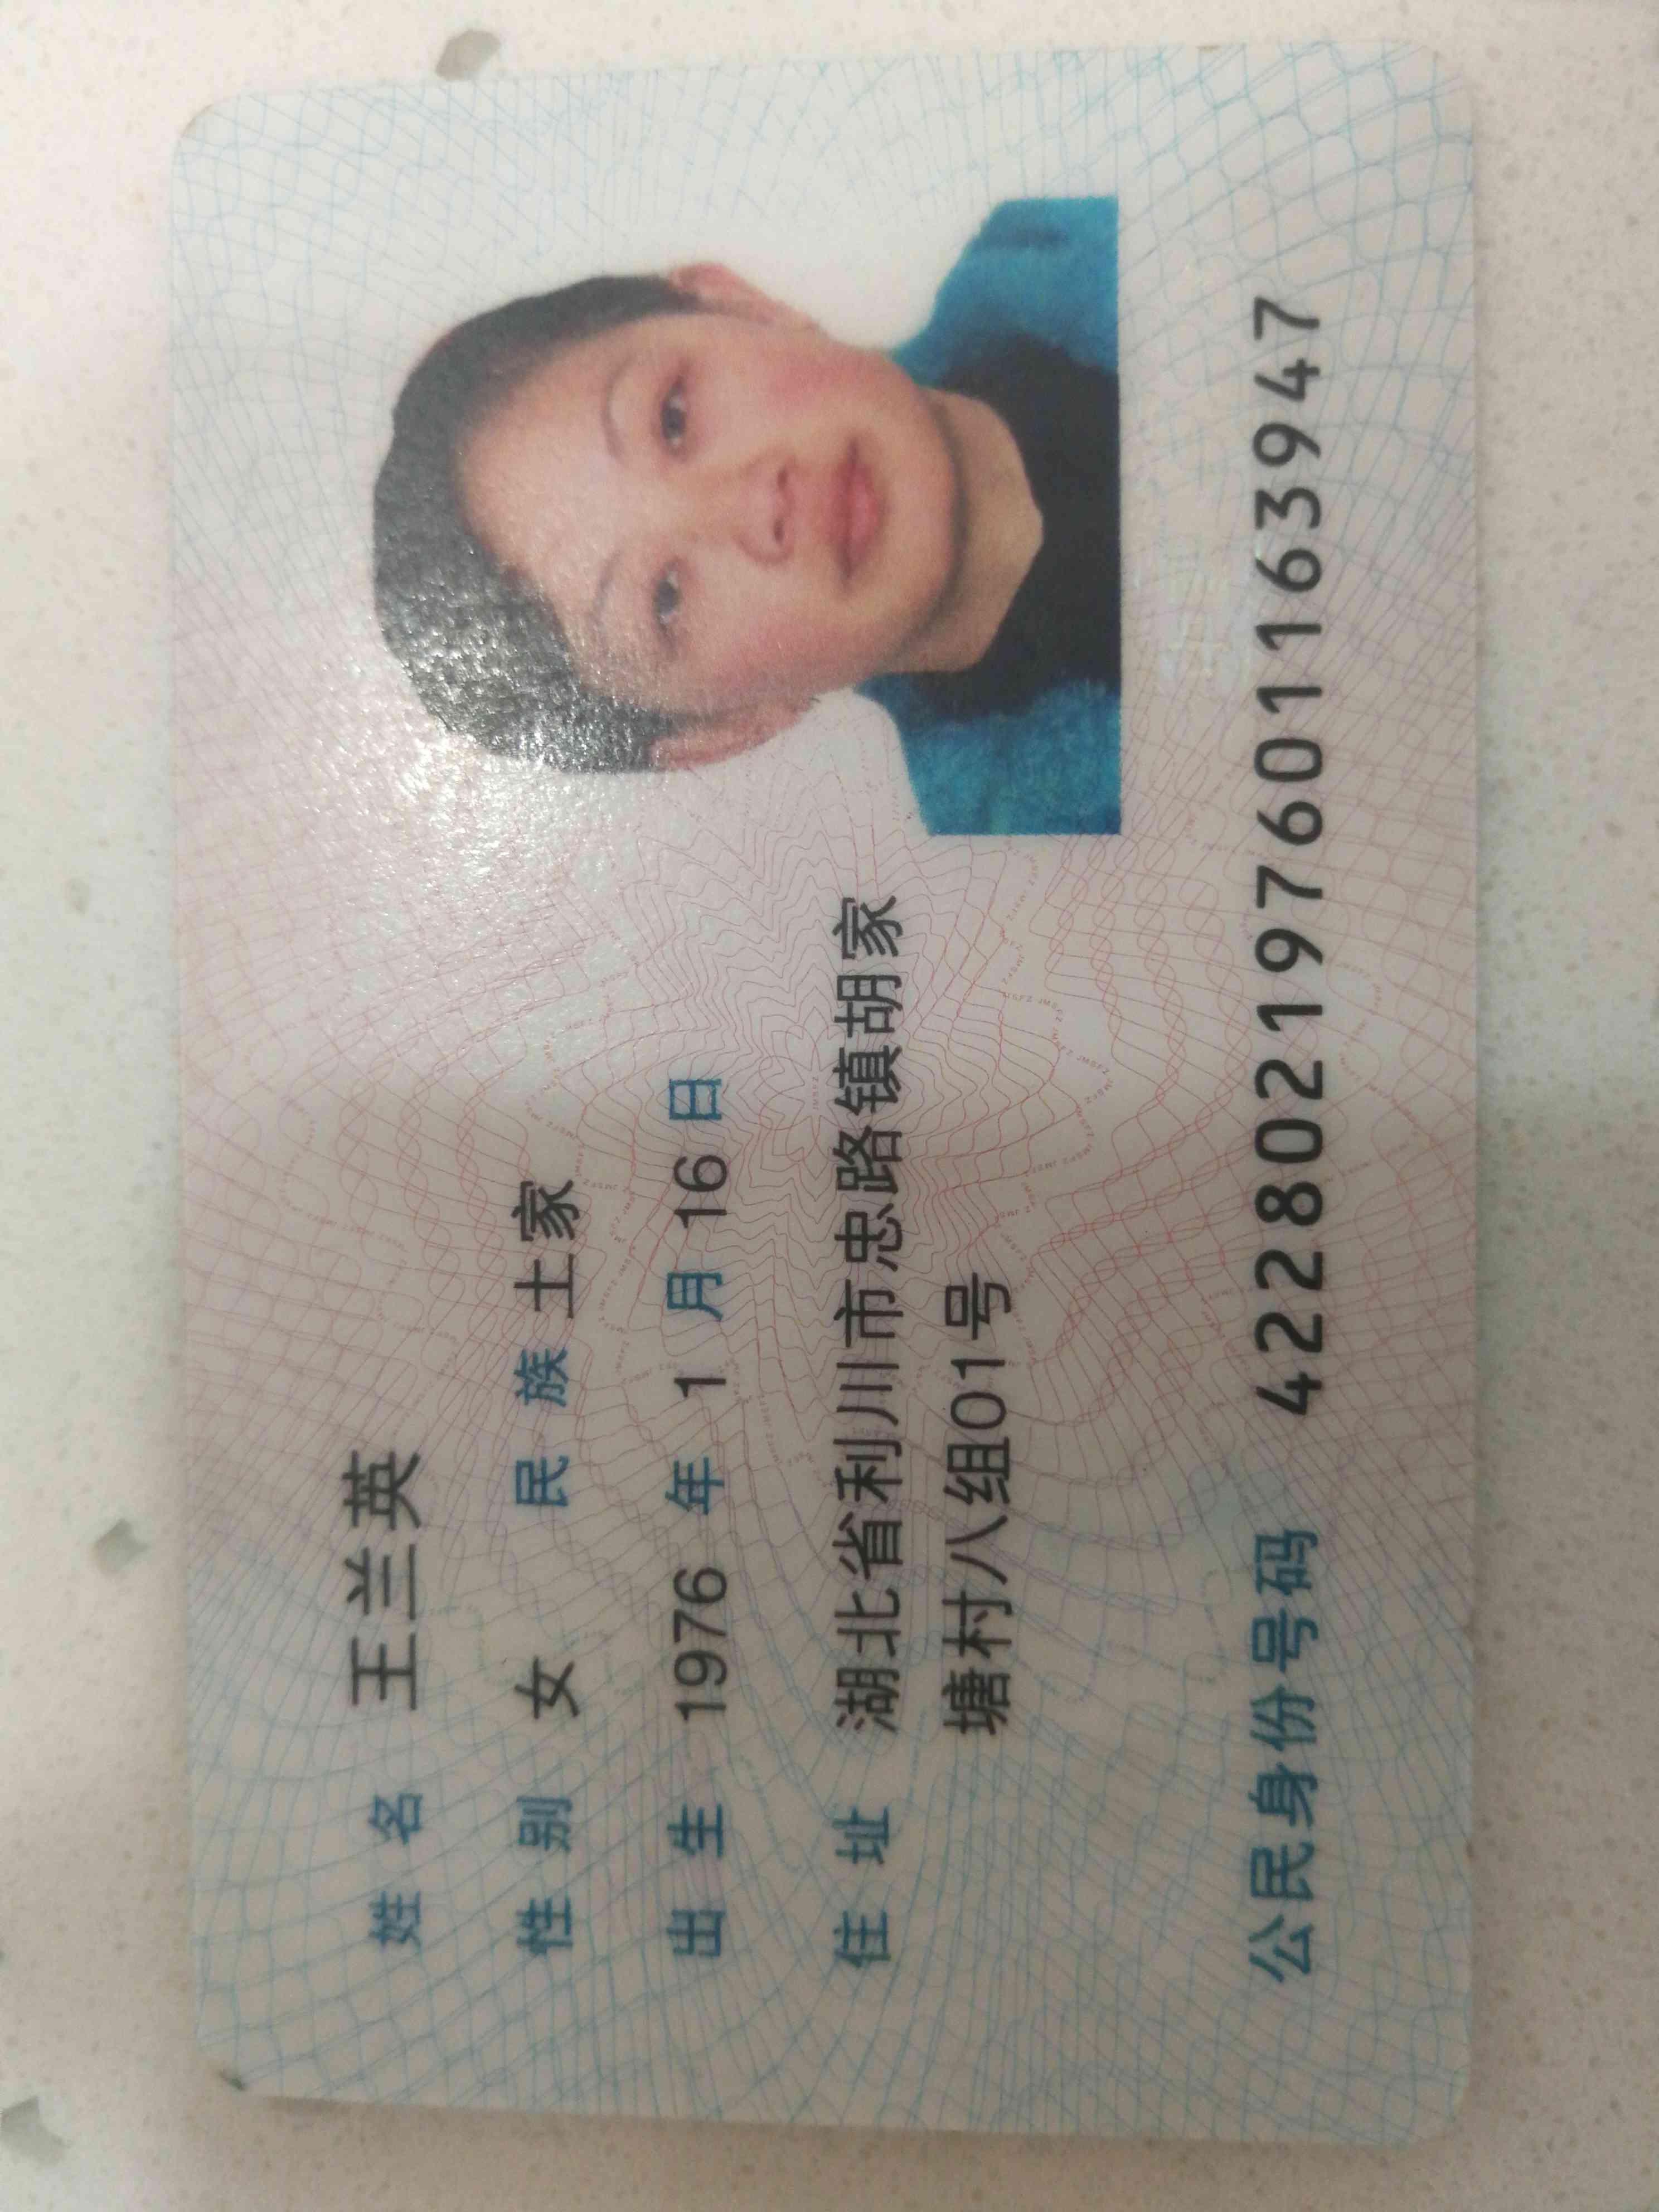 姓名 王兰英
性别 女 民族 土家
出生 1976 年 1 月 16 日
住址 湖北省利川市忠路镇胡家
塘村八组01号
公民身份号码 422802197601163947